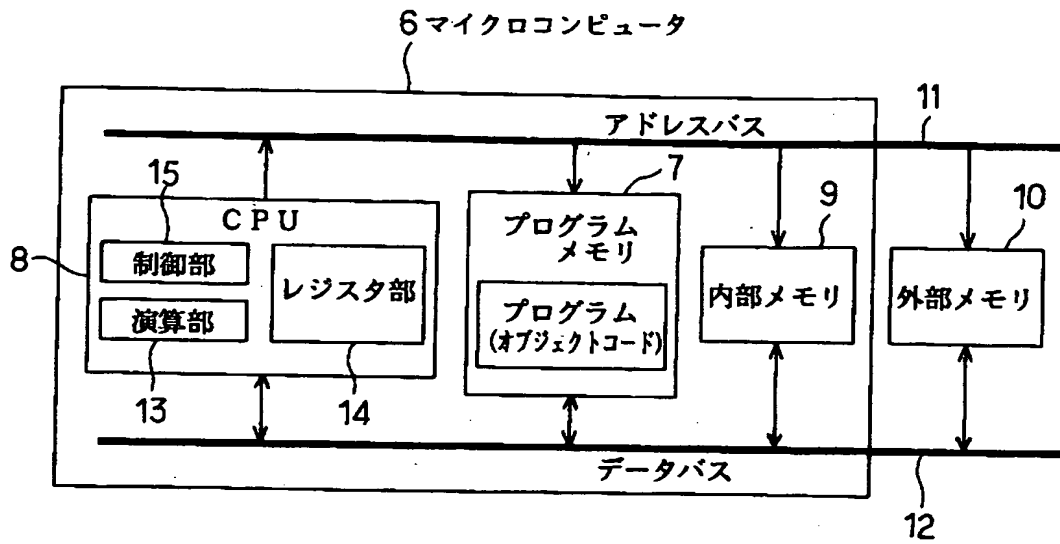 6 マイクロコンピュータ
アドレスバス
11
15
7
9
10
CPU
プログラム
メモリ
8
制御部
レジスタ部
内部メモリ
外部メモリ
演算部
プログラム
(オブジェクトコード)
13
14
データバス
12